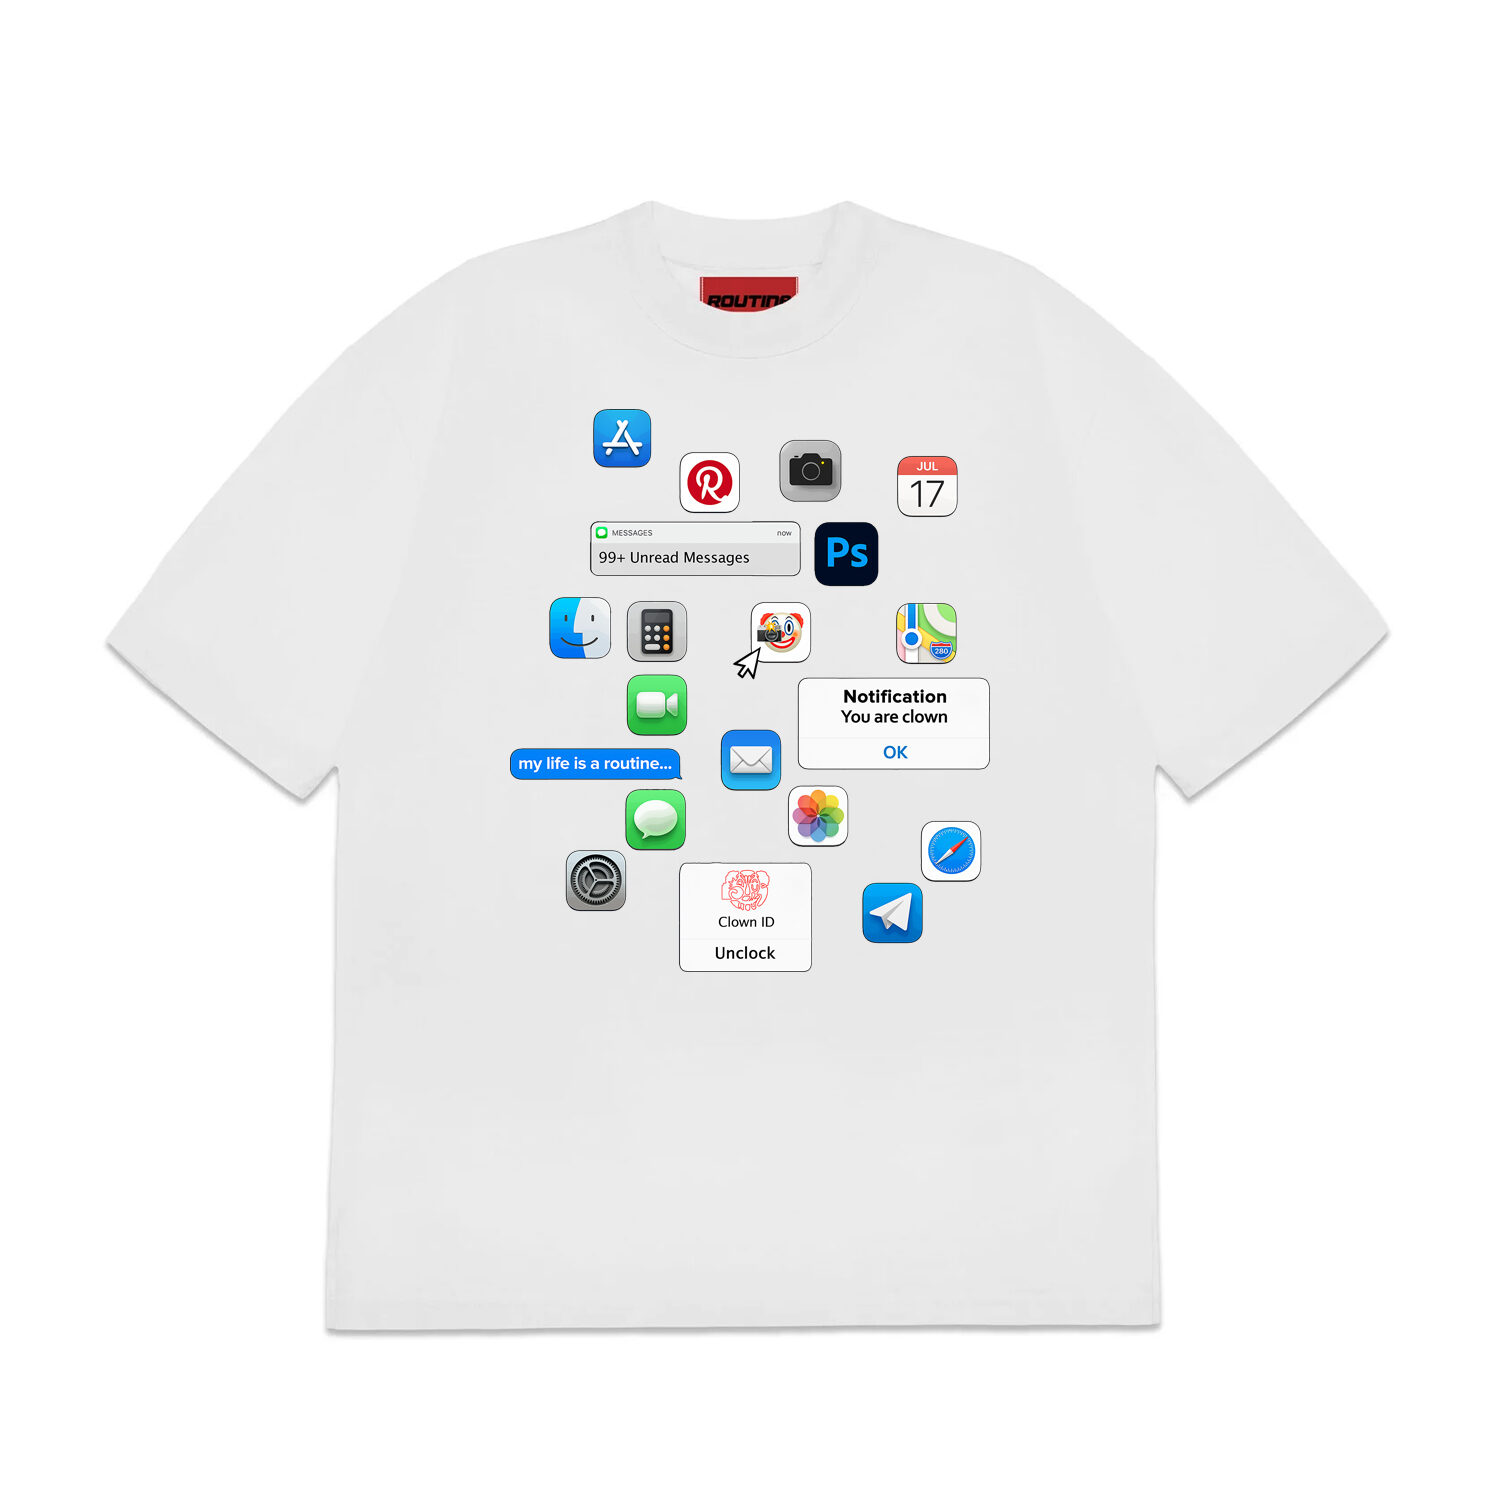 ROUTINE
JUL
17
MESSAGES now
99+ Unread Messages
Ps
280
Notification
You are clown
OK
my life is a routine...
Clown ID
Unclock